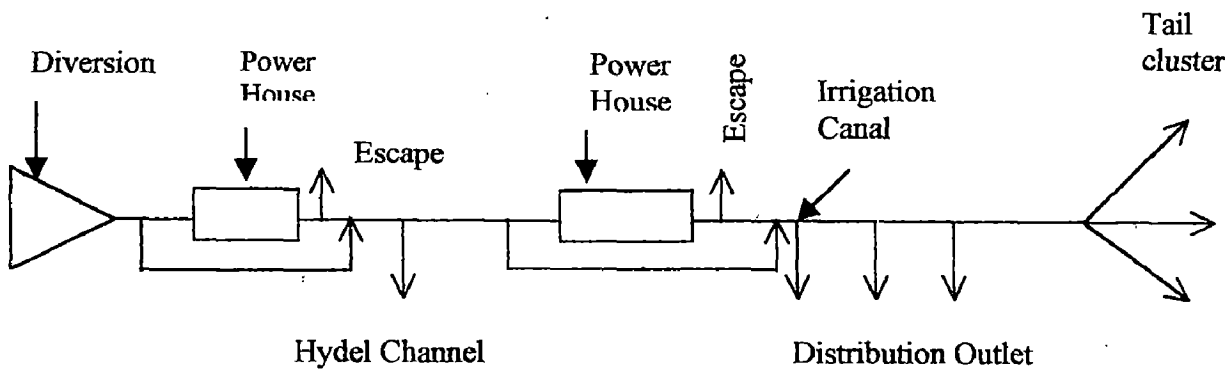 Diversion
Power
House
Escape
Power
House
Escape
Irrigation
Canal
Tail
cluster
Hydel Channel
Distribution Outlet